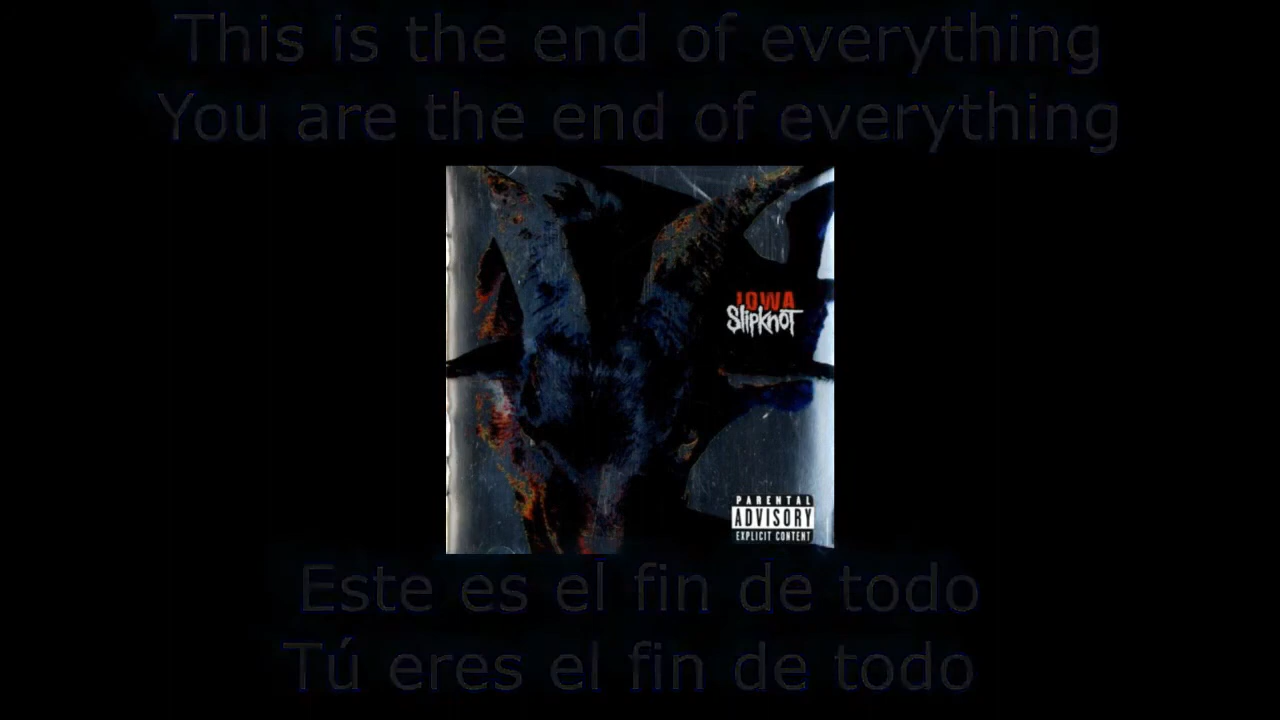 This is the end of everything
You are the end of everything
IOWA
SlipknoT
PARENTAL
ADVISORY
EXPLICIT CONTENT
Este es el fin de todo
Tú eres el fin de todo